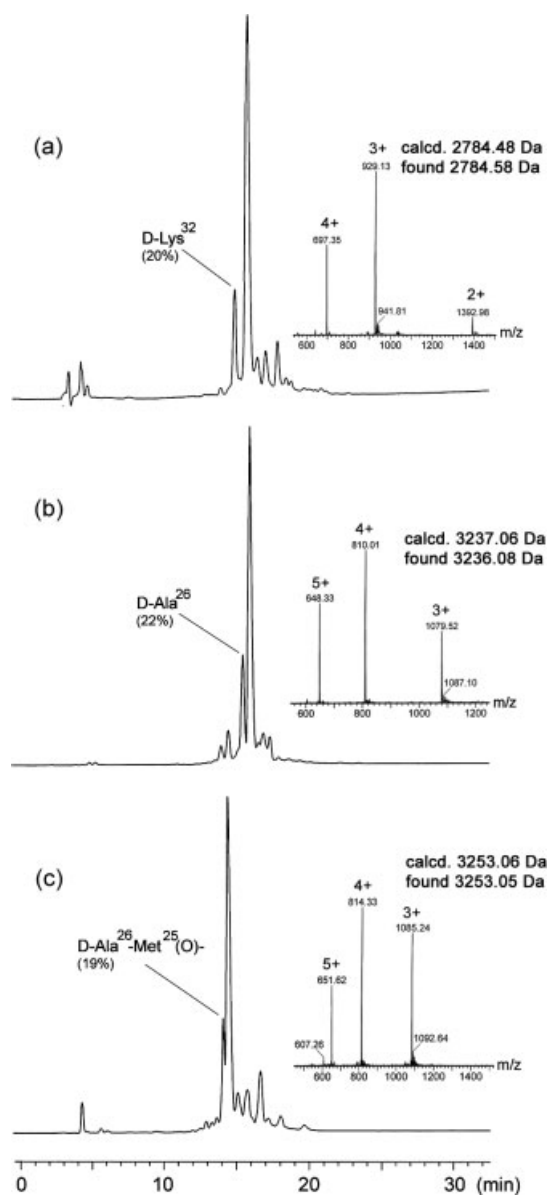 (a)
3+
calcd. 2784.48 Da
929.13
found 2784.58 Da
D-Lys32
(20%)
4+
697.35
2+
941.81
1392.98
600 800 1000 1200 1400 m/z
(b)
4+
calcd. 3237.06 Da
810.01
found 3236.08 Da
5+
3+
648.33
1079.52
D-Ala26
(22%)
1087.10
600 800 1000 1200 m/z
(c)
calcd. 3253.06 Da
4+
found 3253.05 Da
814.33
3+
1085.24
D-Ala26-Met25(O)-
(19%)
5+
651.62
607.26
1092.64
600 800 1000 1200 1400 m/z
0 10 20 30 (min)